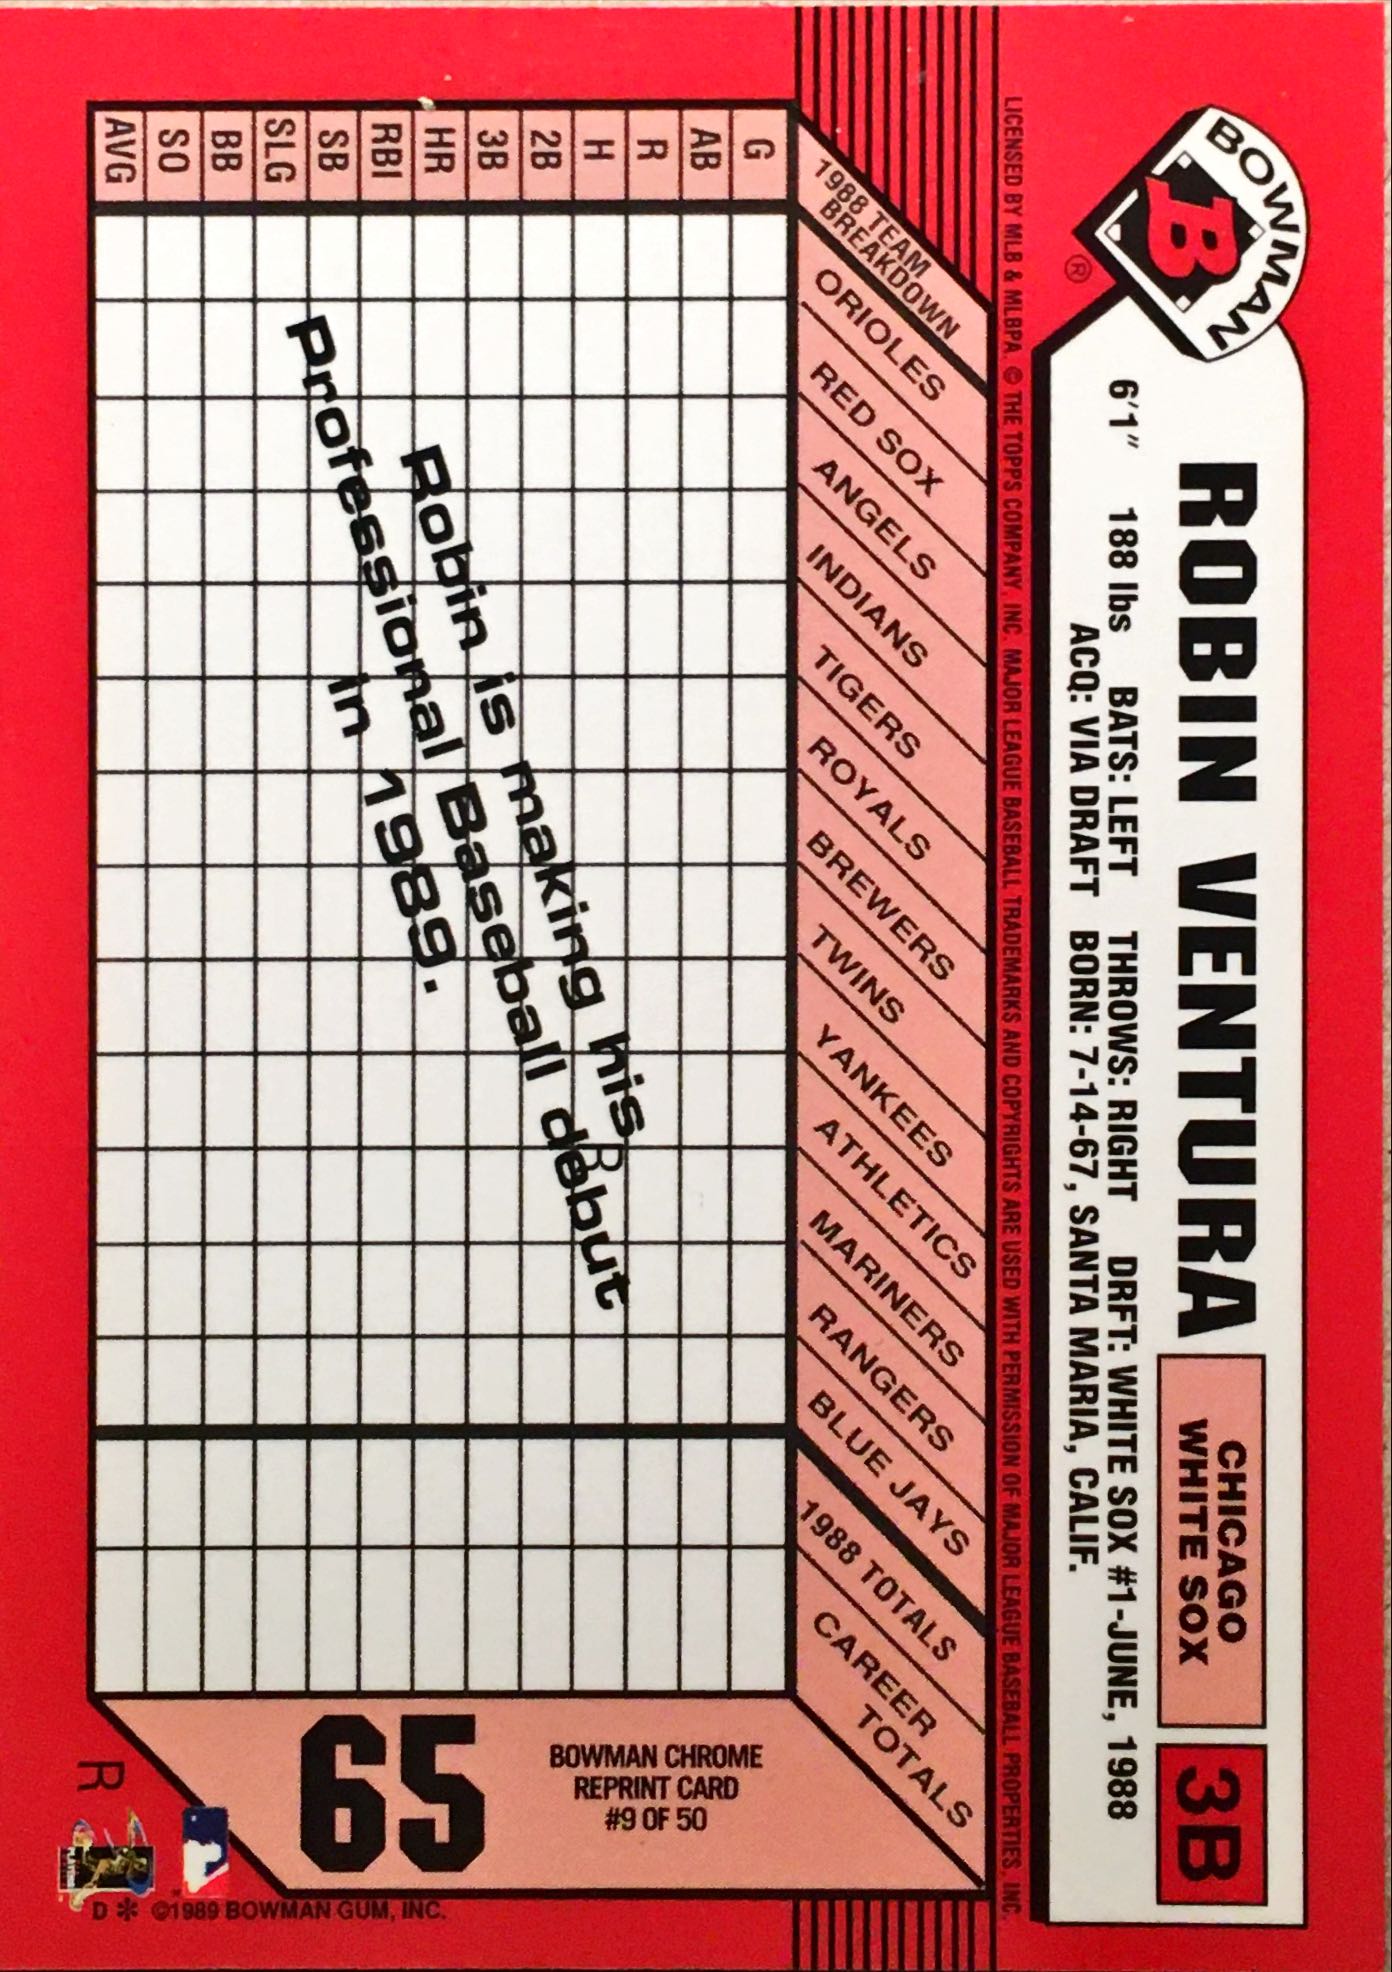 BOWMAN
B
®
ROBIN VENTURA
CHICAGO
WHITE SOX
3B
6'1" 188 lbs BATS: LEFT THROWS: RIGHT DRFT: WHITE SOX #1-JUNE, 1988
ACQ: VIA DRAFT BORN: 7-14-67, SANTA MARIA, CALIF.
LICENSED BY MLB & MLBPA. © THE TOPPS COMPANY, INC. MAJOR LEAGUE BASEBALL TRADEMARKS AND COPYRIGHTS ARE USED WITH PERMISSION OF MAJOR LEAGUE BASEBALL PROPERTIES, INC.
1988 TEAM
BREAKDOWN
ORIOLES
RED SOX
ANGELS
INDIANS
TIGERS
ROYALS
BREWERS
TWINS
YANKEES
ATHLETICS
MARINERS
RANGERS
BLUE JAYS
1988 TOTALS
CAREER
TOTALS
G
AB
R
H
2B
3B
HR
RBI
SB
SLG
BB
SO
AVG
Robin is making his
Professional Baseball debut
in 1989.
B
BOWMAN CHROME
REPRINT CARD
#9 OF 50
65
R
D * ©1989 BOWMAN GUM, INC.